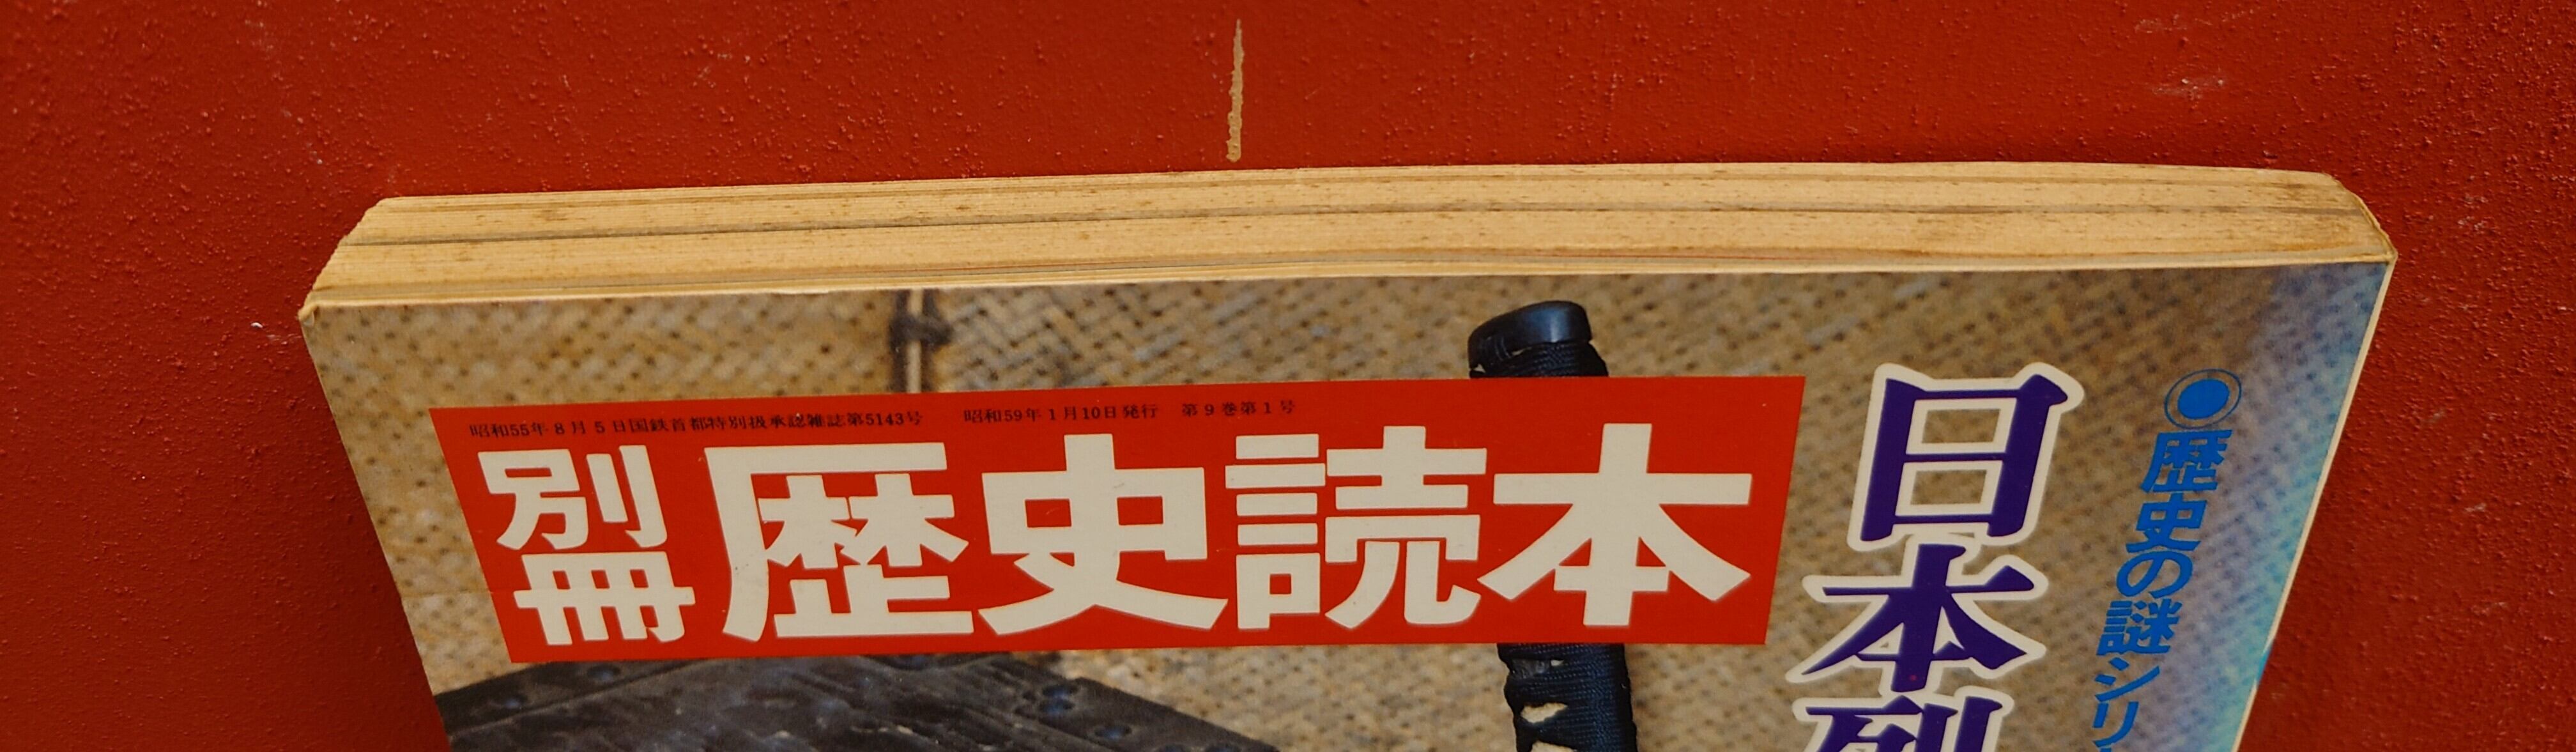 昭和55年8月5日国鉄首都特別扱承認雑誌第5143号 昭和59年1月10日発行 第9巻第1号
別冊 歴史読本
日本列
◉歴史の謎シリ